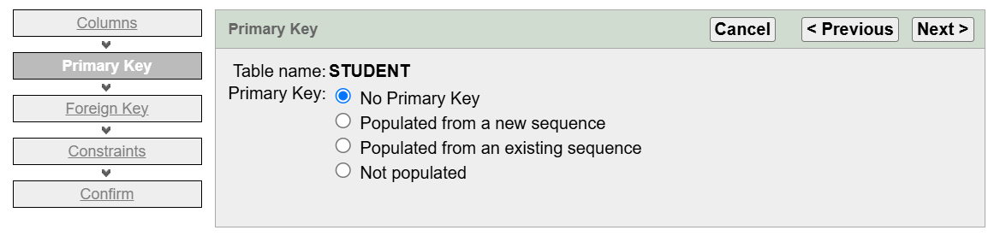 Columns
Primary Key
Foreign Key
Constraints
Confirm
Primary Key Cancel < Previous Next >
Table name: STUDENT
Primary Key: No Primary Key
Populated from a new sequence
Populated from an existing sequence
Not populated